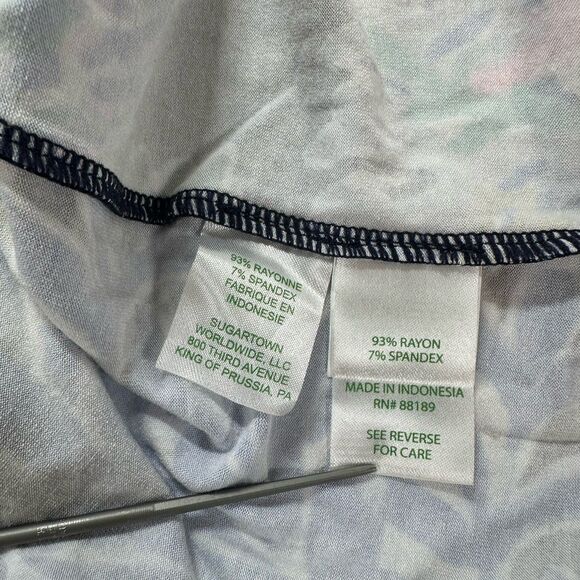 93% RAYONNE
7% SPANDEX
FABRIQUE EN
INDONESIE
SUGARTOWN
WORLDWIDE, LLC
800 THIRD AVENUE
KING OF PRUSSIA, PA
93% RAYON
7% SPANDEX
MADE IN INDONESIA
RN# 88189
SEE REVERSE
FOR CARE